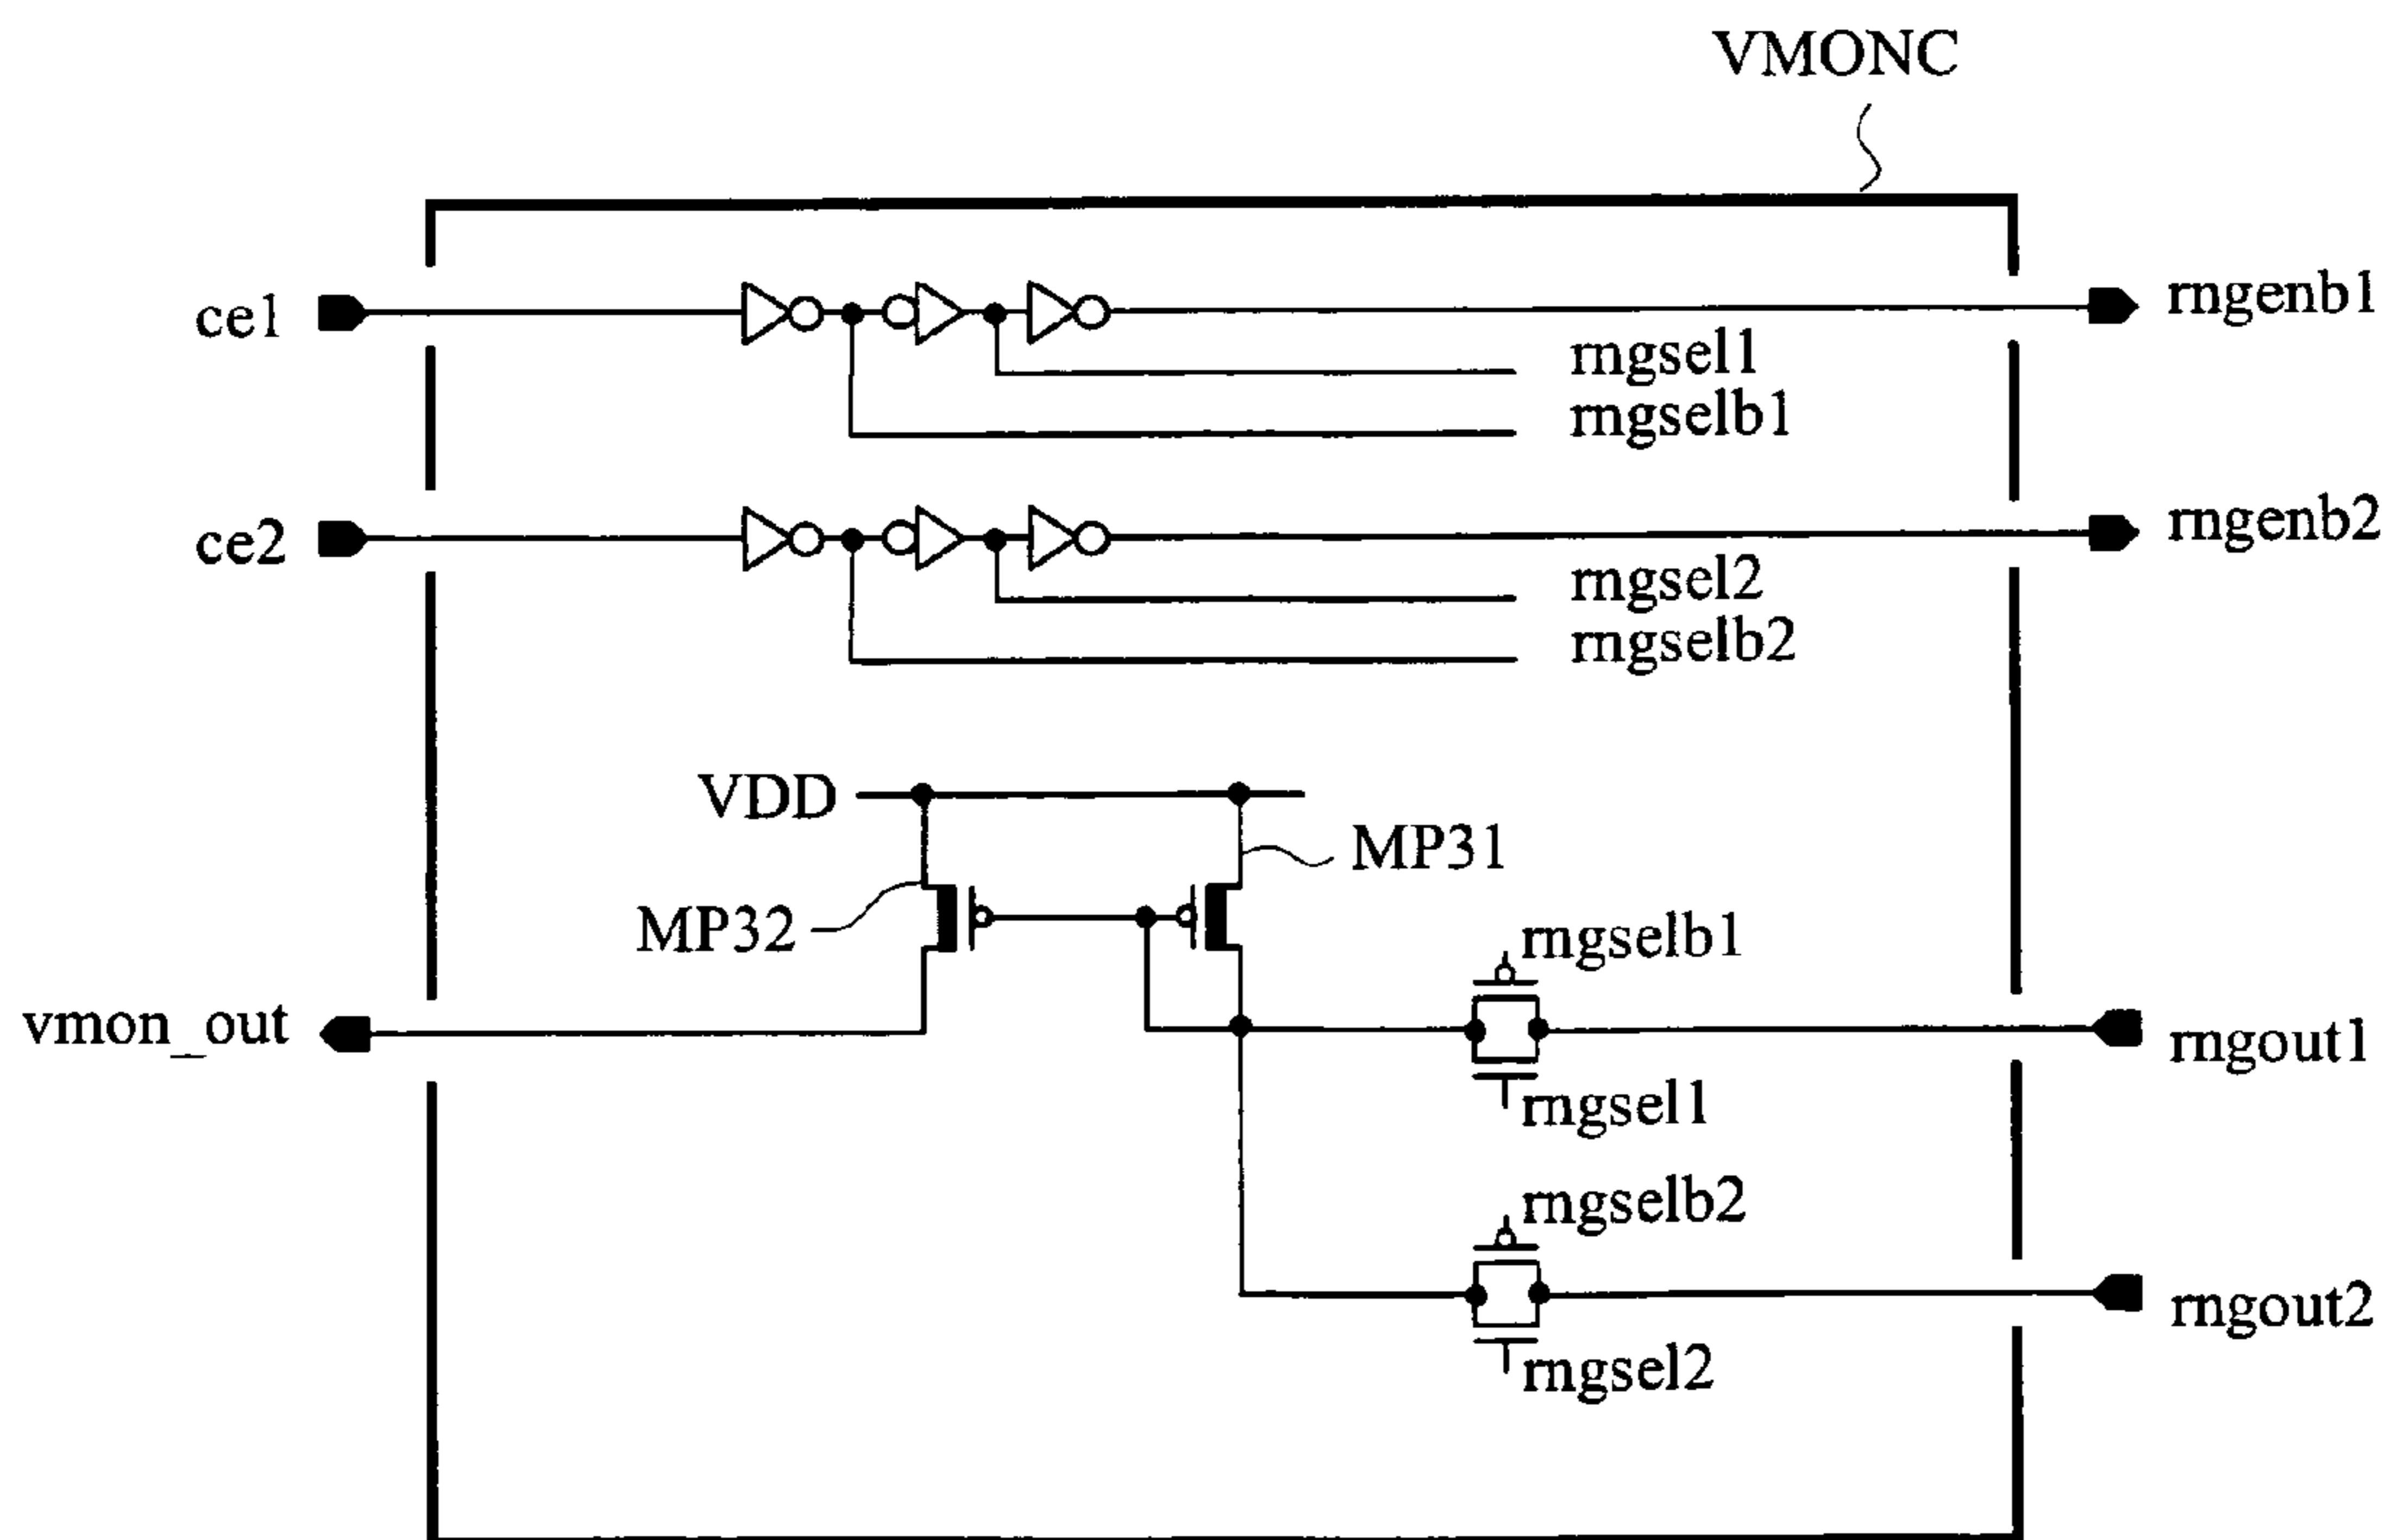 VMONC
ce1
rngenb1
rngsel1
rngselb1
ce2
rngenb2
rngsel2
rngselb2
VDD
MP31
MP32
rngselb1
vmon_out
rngout1
rngsel1
rngselb2
rngout2
rngsel2